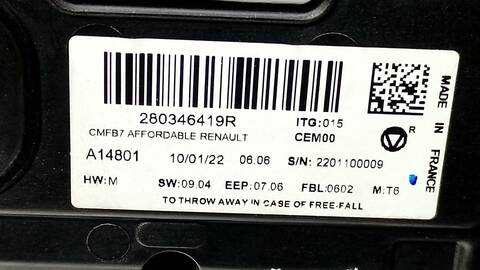 280346419R ITG:015
CMFB7 AFFORDABLE RENAULT CEM00
A14801 10/01/22 06.06 S/N: 2201100009
HW:M SW:09.04 EEP:07.06 FBL:0602 M:T6
TO THROW AWAY IN CASE OF FREE-FALL
MADE IN FRANCE
R